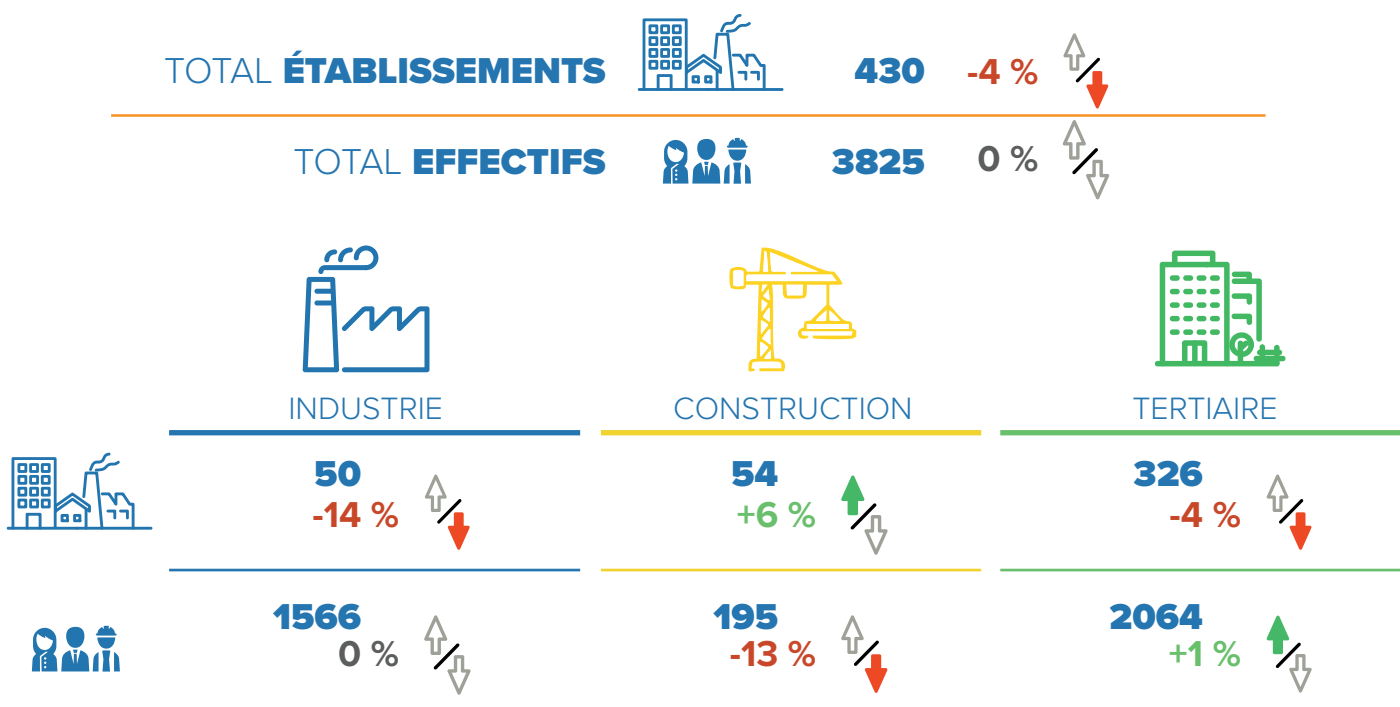 TOTAL ÉTABLISSEMENTS 430 -4 %
TOTAL EFFECTIFS 3825 0 %
INDUSTRIE CONSTRUCTION TERTIAIRE
50 54 326
-14 % +6 % -4 %
1566 195 2064
0 % -13 % +1 %